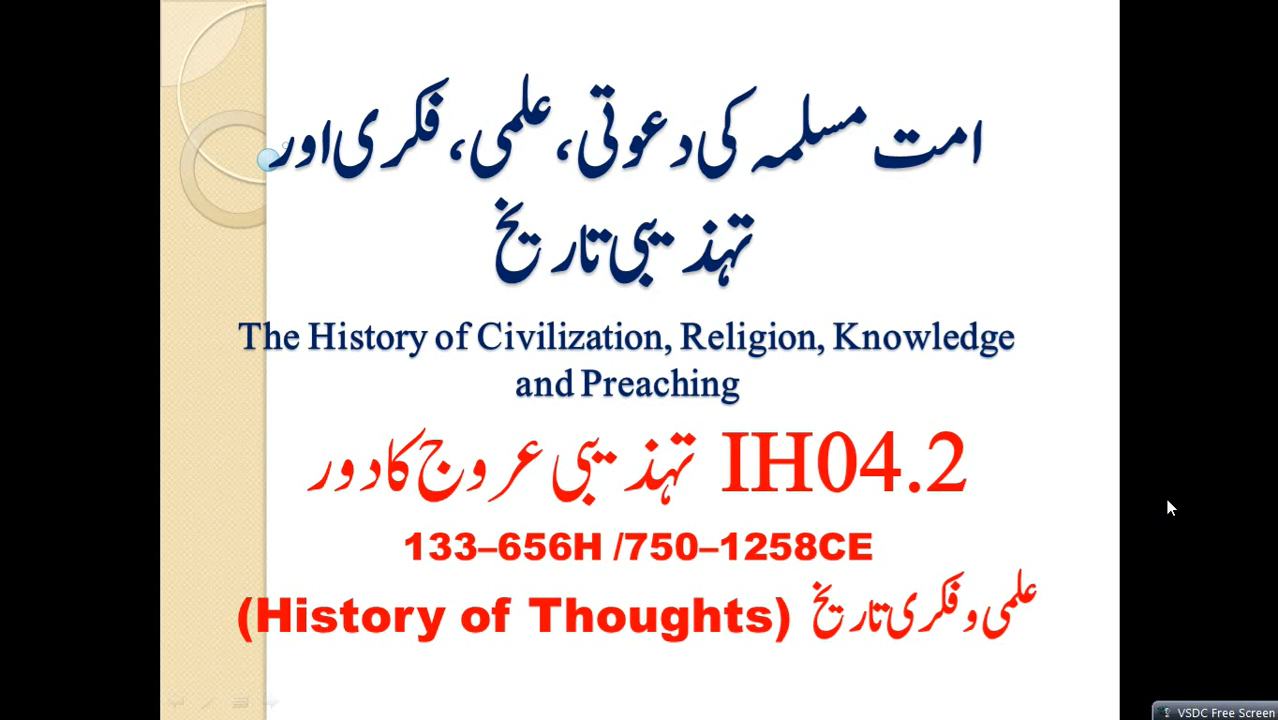 امت مسلمہ کی دعوتی، علمی، فکری اور
تہذیبی تاریخ
The History of Civilization, Religion, Knowledge
and Preaching
IH04.2 تہذیبی عروج کا دور
133–656H /750–1258CE
علمی و فکری تاریخ (History of Thoughts)
VSDC Free Screen